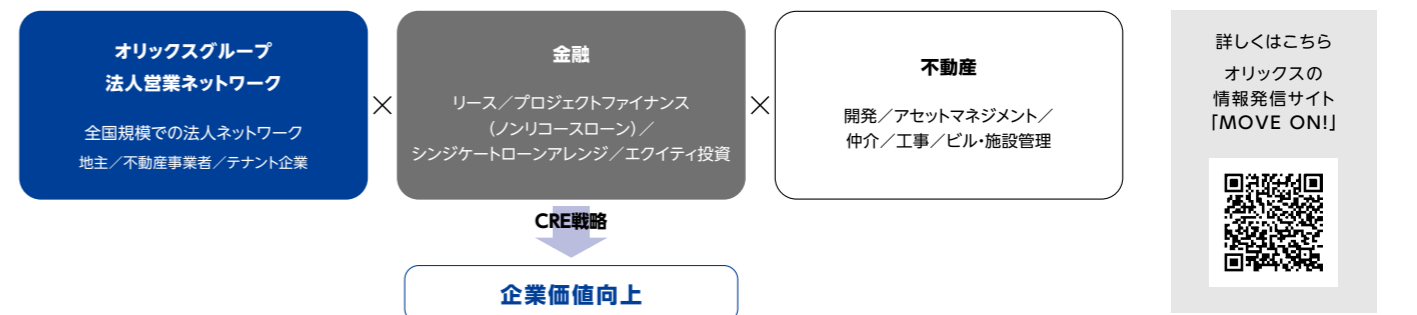 オリックスグループ
法人営業ネットワーク
全国規模での法人ネットワーク
地主／不動産事業者／テナント企業
×
金融
リース／プロジェクトファイナンス
（ノンリコースローン）／
シンジケートローンアレンジ／エクイティ投資
×
不動産
開発／アセットマネジメント／
仲介／工事／ビル・施設管理
CRE戦略
企業価値向上
詳しくはこちら
オリックスの
情報発信サイト
「MOVE ON!」